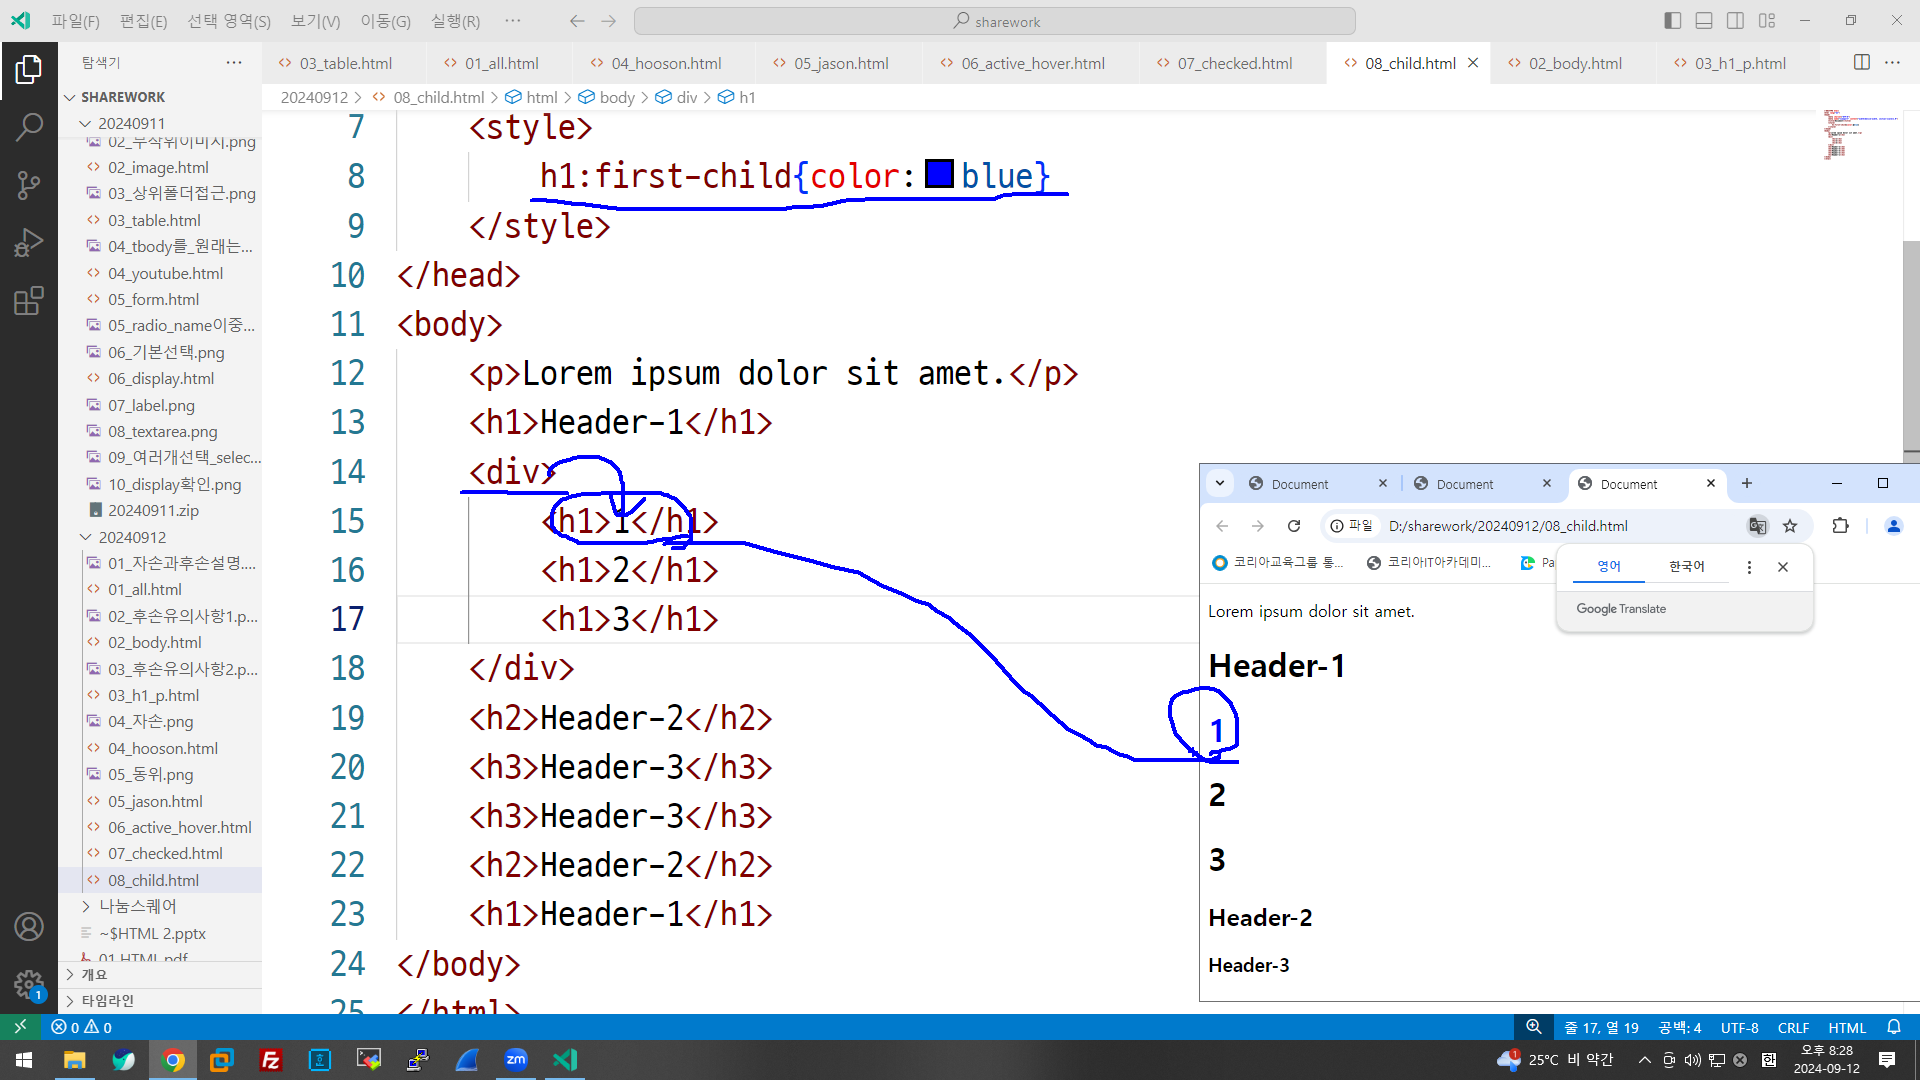 파일(F) 편집(E) 선택 영역(S) 보기(V) 이동(G) 실행(R) ··· sharework
탐색기 ···
03_table.html 01_all.html 04_hooson.html 05_jason.html 06_active_hover.html 07_checked.html 08_child.html 02_body.html 03_h1_p.html ···
20240912 > 08_child.html > html > body > div > h1
SHAREWORK
20240911
02_image.html
03_상위폴더접근.png
03_table.html
04_tbody를_원래는...
04_youtube.html
05_form.html
05_radio_name이중...
06_기본선택.png
06_display.html
07_label.png
08_textarea.png
09_여러개선택_selec...
10_display확인.png
20240911.zip
20240912
01_자손과후손설명....
01_all.html
02_후손유의사항1.p...
02_body.html
03_후손유의사항2.p...
03_h1_p.html
04_자손.png
04_hooson.html
05_동위.png
05_jason.html
06_active_hover.html
07_checked.html
08_child.html
나눔스퀘어
~$HTML 2.pptx
01 HTML.pdf
개요
타임라인
7 <style>
8 h1:first-child{color:blue}
9 </style>
10 </head>
11 <body>
12 <p>Lorem ipsum dolor sit amet.</p>
13 <h1>Header-1</h1>
14 <div>
15 <h1>1</h1>
16 <h1>2</h1>
17 <h1>3</h1>
18 </div>
19 <h2>Header-2</h2>
20 <h3>Header-3</h3>
21 <h3>Header-3</h3>
22 <h2>Header-2</h2>
23 <h1>Header-1</h1>
24 </body>
25 </html>
Document Document Document
파일 D:/sharework/20240912/08_child.html
코리아교육그룹 통... 코리아IT아카데미... Pa
영어 한국어
Google Translate
Lorem ipsum dolor sit amet.
Header-1
1
2
3
Header-2
Header-3
1
0 0 줄 17, 열 19 공백: 4 UTF-8 CRLF HTML
zm 1 25°C 비 약간 한 오후 8:28
2024-09-12